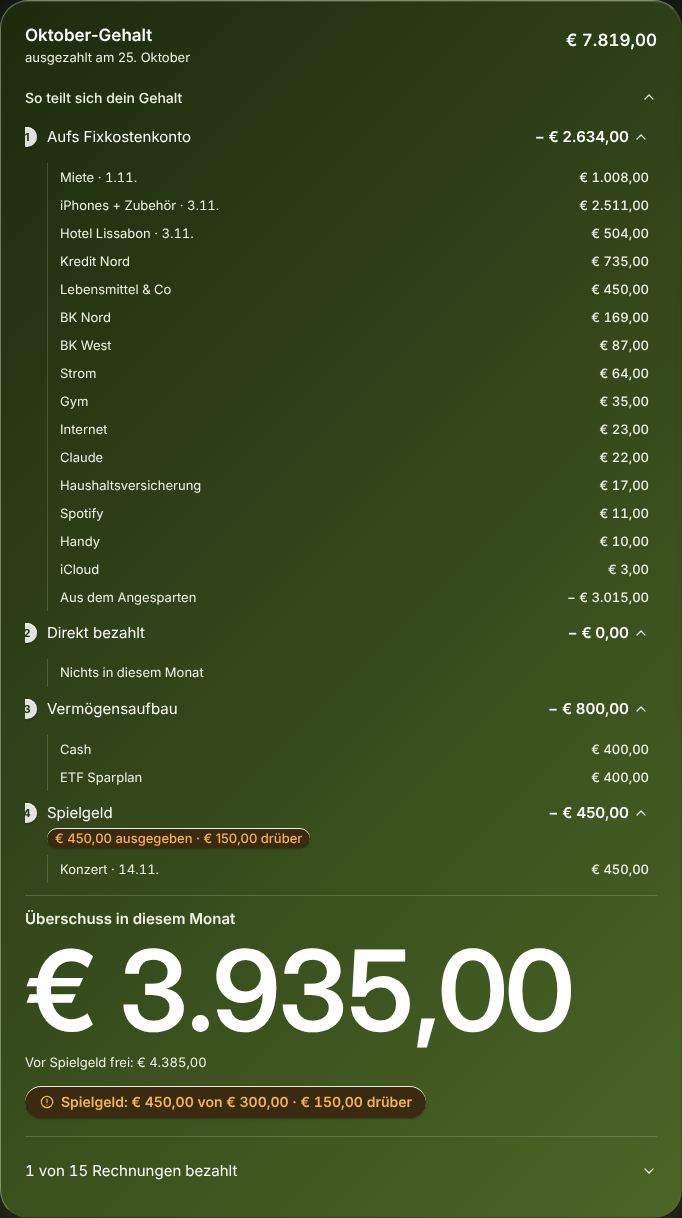 Oktober-Gehalt
€ 7.819,00
ausgezahlt am 25. Oktober
So teilt sich dein Gehalt
1 Aufs Fixkostenkonto – € 2.634,00
Miete · 1.11. € 1.008,00
iPhones + Zubehör · 3.11. € 2.511,00
Hotel Lissabon · 3.11. € 504,00
Kredit Nord € 735,00
Lebensmittel & Co € 450,00
BK Nord € 169,00
BK West € 87,00
Strom € 64,00
Gym € 35,00
Internet € 23,00
Claude € 22,00
Haushaltsversicherung € 17,00
Spotify € 11,00
Handy € 10,00
iCloud € 3,00
Aus dem Angesparten – € 3.015,00
2 Direkt bezahlt – € 0,00
Nichts in diesem Monat
3 Vermögensaufbau – € 800,00
Cash € 400,00
ETF Sparplan € 400,00
4 Spielgeld – € 450,00
€ 450,00 ausgegeben · € 150,00 drüber
Konzert · 14.11. € 450,00
Überschuss in diesem Monat
€ 3.935,00
Vor Spielgeld frei: € 4.385,00
Spielgeld: € 450,00 von € 300,00 · € 150,00 drüber
1 von 15 Rechnungen bezahlt